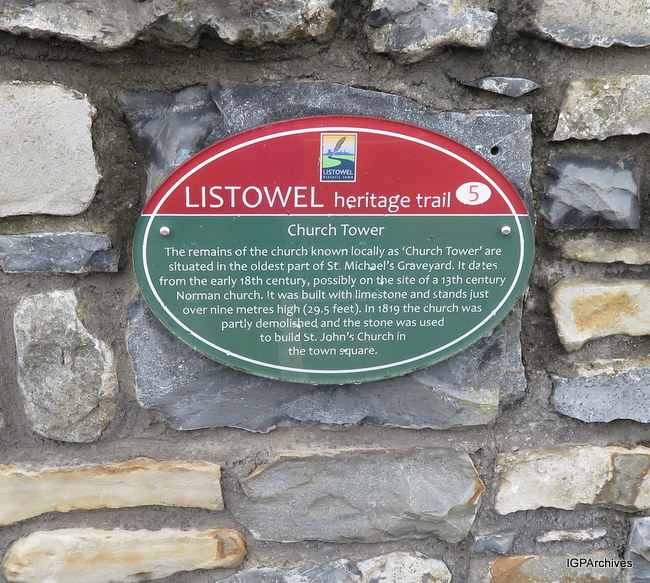 LISTOWEL
HISTORIC TOWN
LISTOWEL heritage trail 5
Church Tower
The remains of the church known locally as 'Church Tower' are
situated in the oldest part of St. Michael's Graveyard. It dates
from the early 18th century, possibly on the site of a 13th century
Norman church. It was built with limestone and stands just
over nine metres high (29.5 feet). In 1819 the church was
partly demolished and the stone was used
to build St. John's Church in
the town square.
IGPArchives